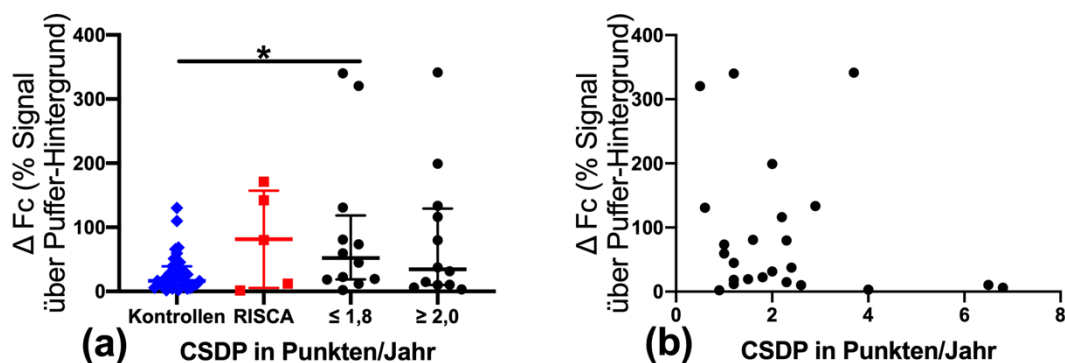 Δ Fc (% Signal
über Puffer-Hintergrund)
400
300
200
100
0
*
Kontrollen RISCA ≤ 1,8 ≥ 2,0
(a)
CSDP in Punkten/Jahr
Δ Fc (% Signal
über Puffer-Hintergrund)
400
300
200
100
0
0 2 4 6 8
(b)
CSDP in Punkten/Jahr